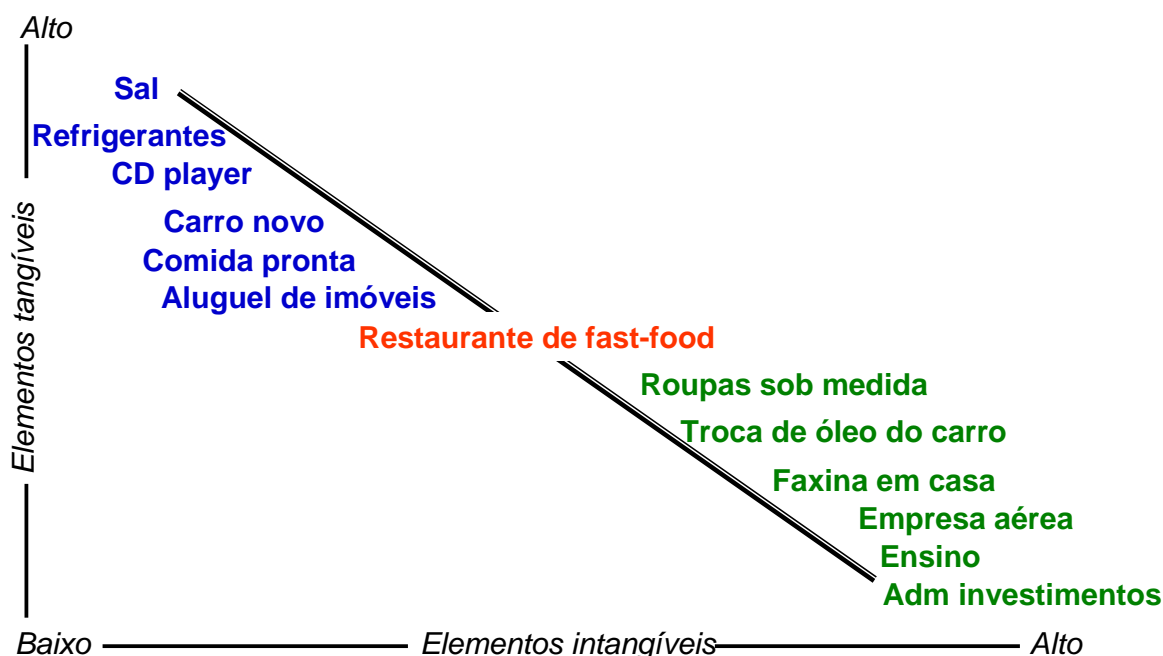 Alto
Sal
Refrigerantes
CD player
Carro novo
Comida pronta
Aluguel de imóveis
Restaurante de fast-food
Roupas sob medida
Troca de óleo do carro
Faxina em casa
Empresa aérea
Ensino
Adm investimentos
Elementos tangíveis
Baixo Elementos intangíveis Alto